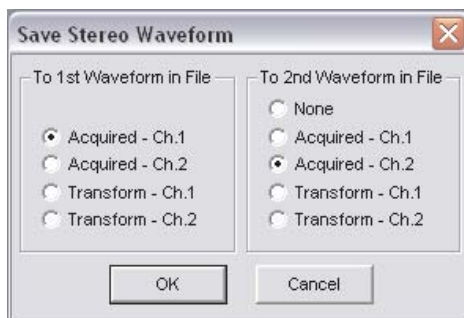 Save Stereo Waveform
To 1st Waveform in File
Acquired - Ch.1
Acquired - Ch.2
Transform - Ch.1
Transform - Ch.2
To 2nd Waveform in File
None
Acquired - Ch.1
Acquired - Ch.2
Transform - Ch.1
Transform - Ch.2
OK
Cancel